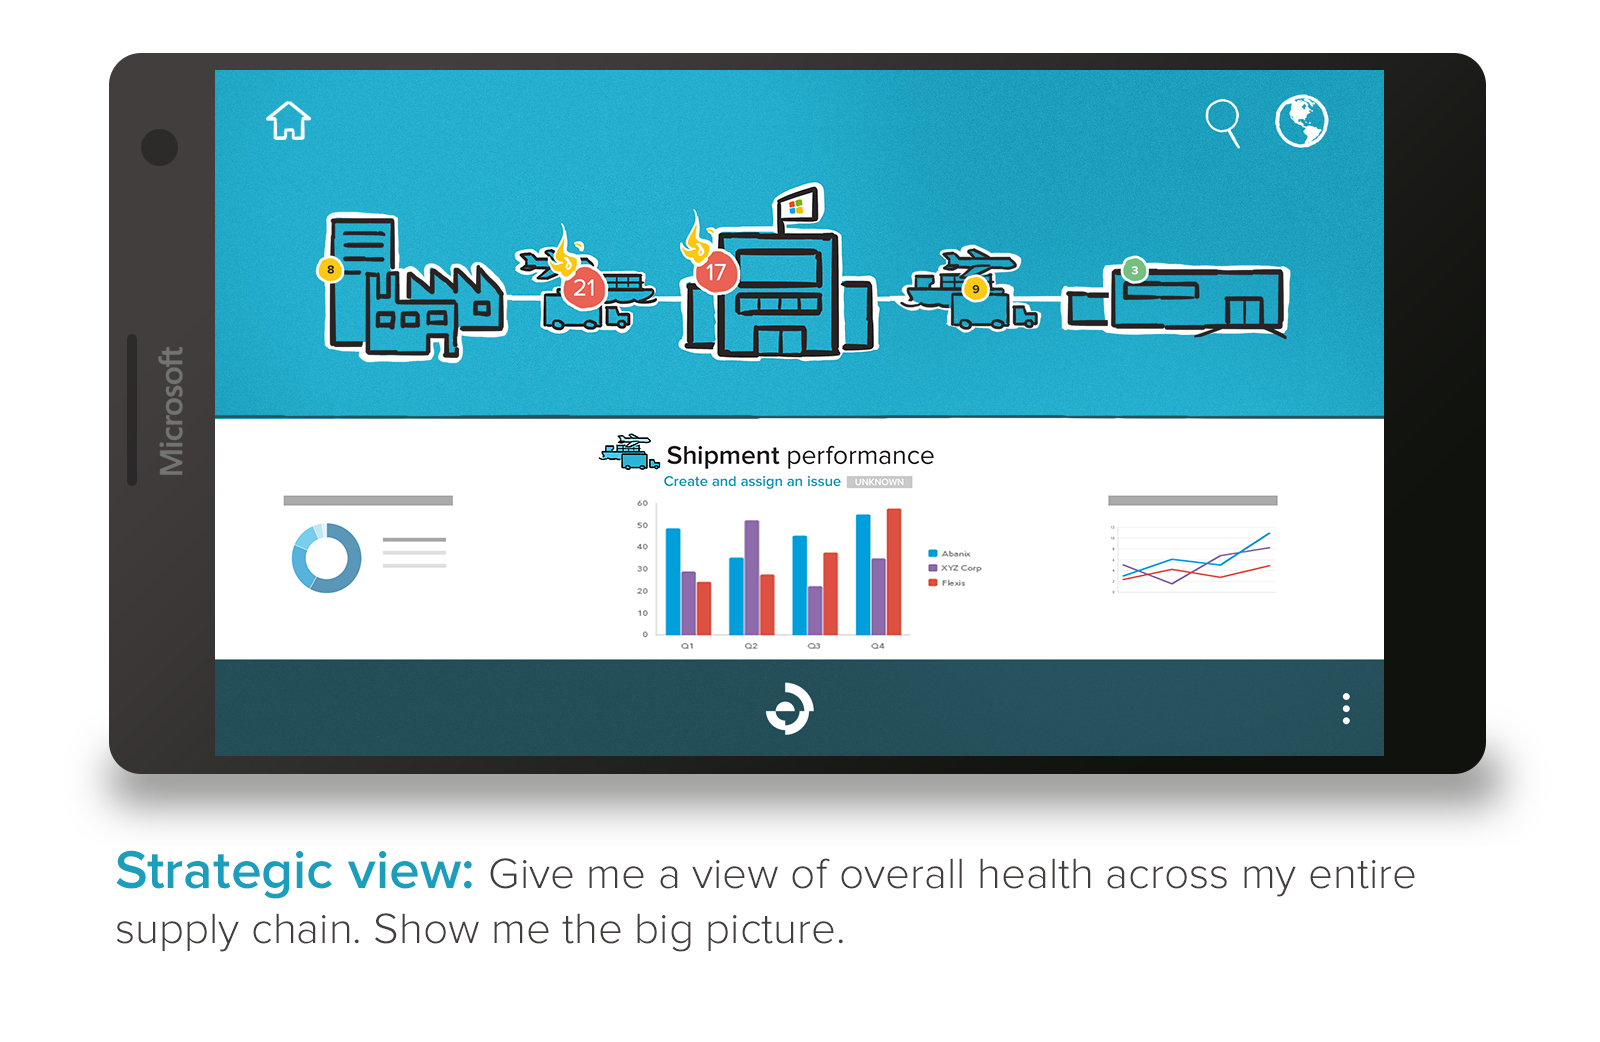 Microsoft
8
21
17
9
3
Shipment performance
Create and assign an issue UNKNOWN
60
50
40
30
20
10
0
Q1 Q2 Q3 Q4
Abanix
XYZ Corp
Flexis
Strategic view: Give me a view of overall health across my entire
supply chain. Show me the big picture.